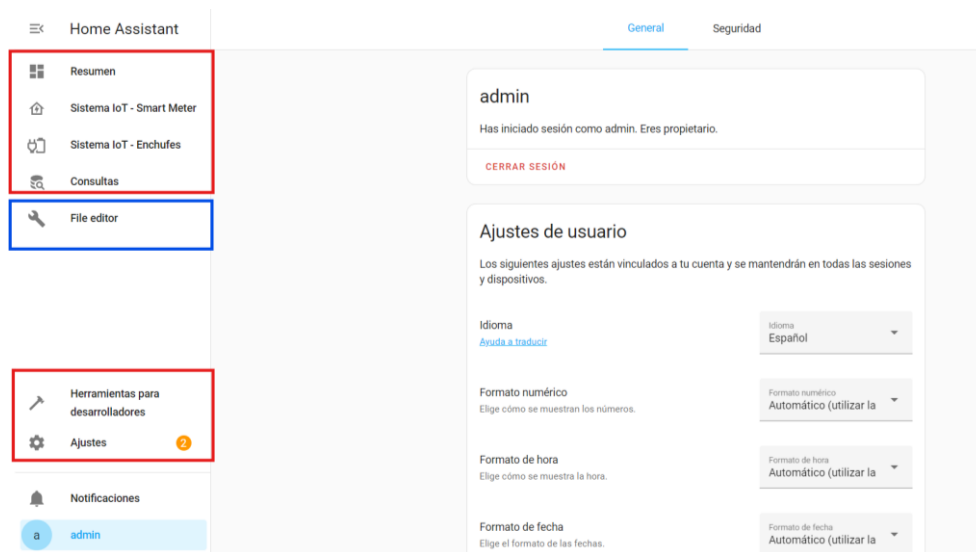 Home Assistant
General
Seguridad
Resumen
Sistema IoT - Smart Meter
Sistema IoT - Enchufes
Consultas
File editor
Herramientas para
desarrolladores
Ajustes
2
Notificaciones
a
admin
admin
Has iniciado sesión como admin. Eres propietario.
CERRAR SESIÓN
Ajustes de usuario
Los siguientes ajustes están vinculados a tu cuenta y se mantendrán en todas las sesiones
y dispositivos.
Idioma
Ayuda a traducir
Idioma
Español
Formato numérico
Elige cómo se muestran los números.
Formato numérico
Automático (utilizar la
Formato de hora
Elige cómo se muestra la hora.
Formato de hora
Automático (utilizar la
Formato de fecha
Elige el formato de las fechas.
Formato de fecha
Automático (utilizar la